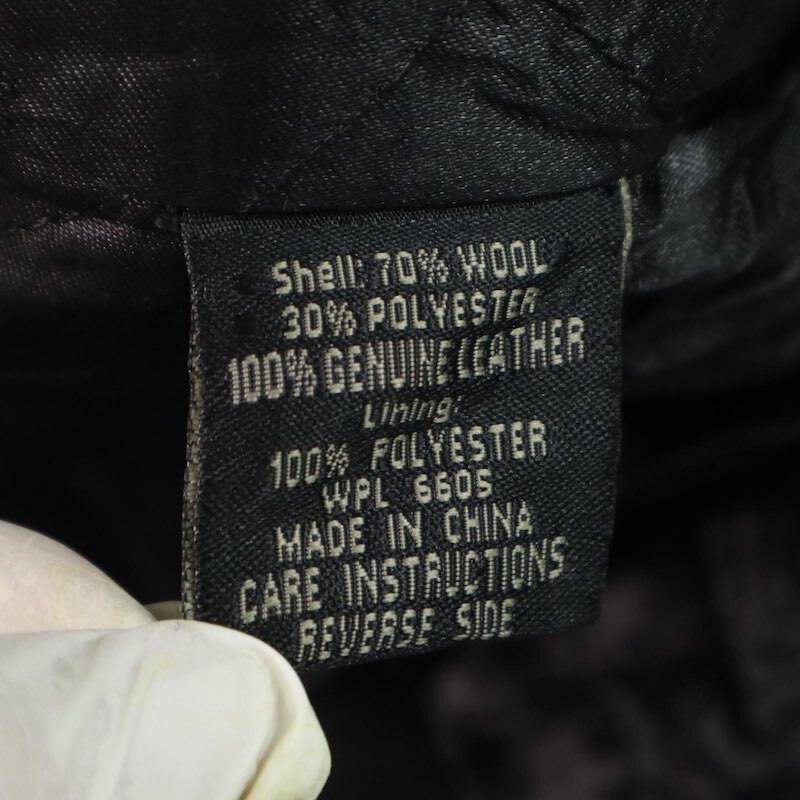 Shell: 70% WOOL
30% POLYESTER
100% GENUINE LEATHER
Lining:
100% POLYESTER
WPL 6605
MADE IN CHINA
CARE INSTRUCTIONS
REVERSE SIDE